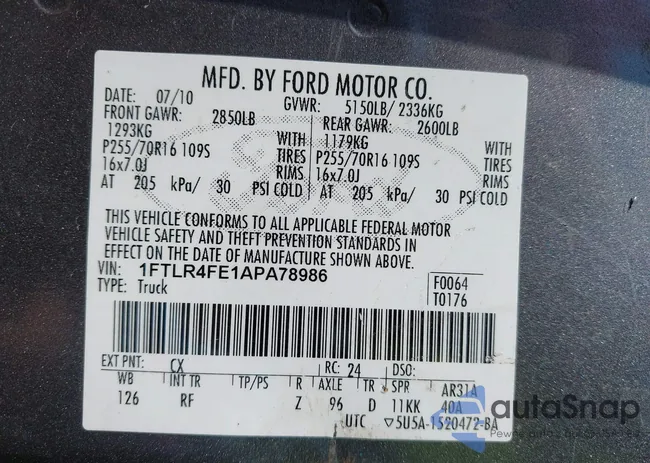 MFD. BY FORD MOTOR CO.
DATE: 07/10 GVWR: 5150LB/ 2336KG
FRONT GAWR: 2850LB REAR GAWR: 2600LB
1293KG WITH 1179KG WITH
P255/70R16 109S TIRES P255/70R16 109S TIRES
16x7.0J RIMS 16x7.0J RIMS
AT 205 kPa/ 30 PSI COLD AT 205 kPa/ 30 PSI COLD
THIS VEHICLE CONFORMS TO ALL APPLICABLE FEDERAL MOTOR
VEHICLE SAFETY AND THEFT PREVENTION STANDARDS IN
EFFECT ON THE DATE OF MANUFACTURE SHOWN ABOVE.
VIN: 1FTLR4FE1APA78986 F0064
TYPE: Truck T0176
EXT PNT: CX RC: 24 DSO:
WB INT TR TP/PS R AXLE TR SPR AR31A
126 RF Z 96 D 11KK 40A
UTC ▽5U5A-1520472-BA
autoSnap